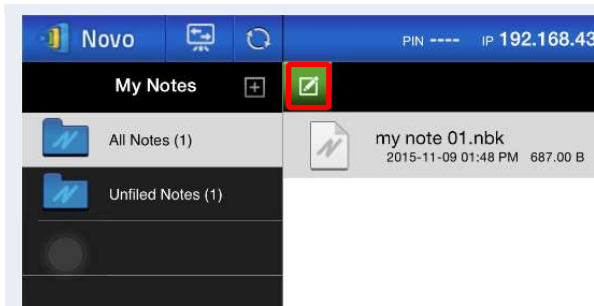 Novo
PIN ---- IP 192.168.43
My Notes
All Notes (1)
my note 01.nbk
2015-11-09 01:48 PM 687.00 B
Unfiled Notes (1)